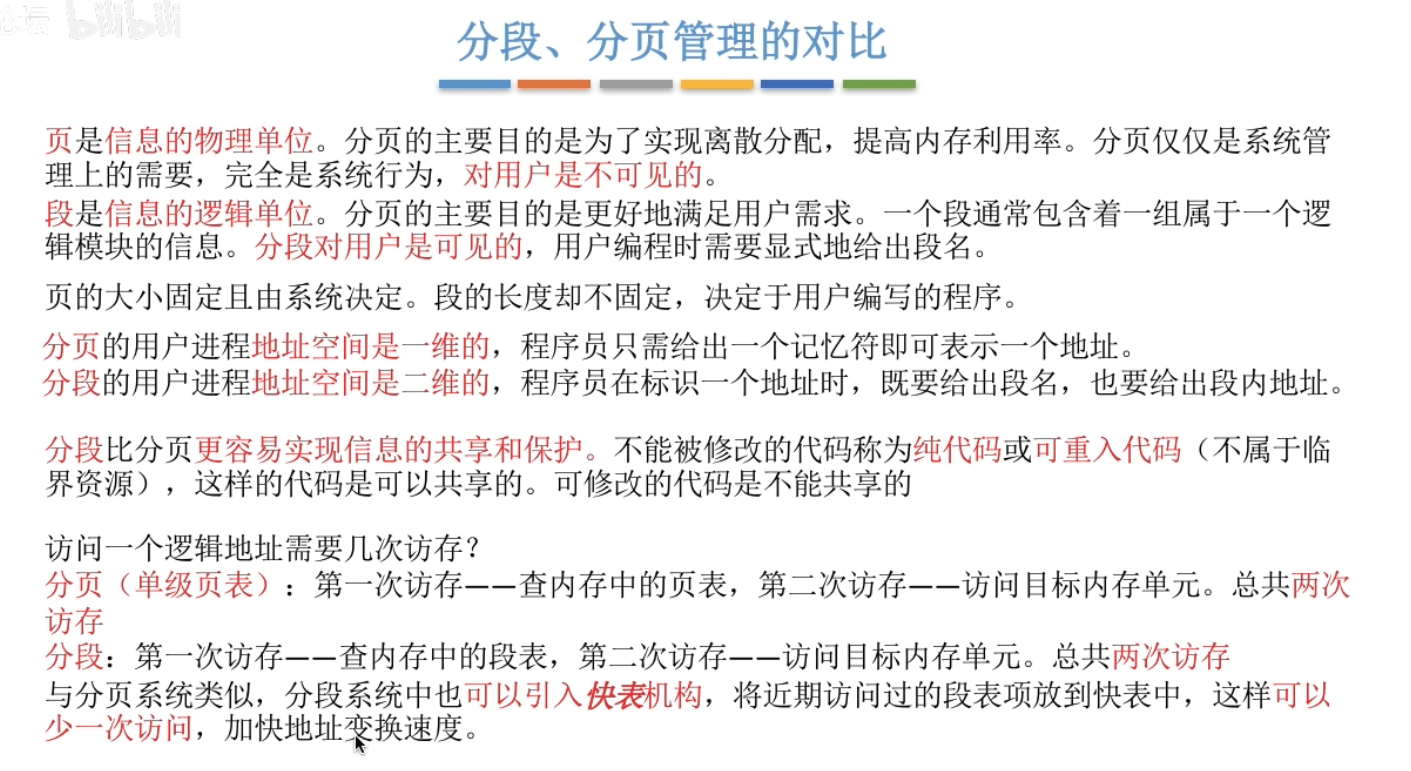 bilibili
分段、分页管理的对比
页是信息的物理单位。分页的主要目的是为了实现离散分配，提高内存利用率。分页仅仅是系统管
理上的需要，完全是系统行为，对用户是不可见的。
段是信息的逻辑单位。分页的主要目的是更好地满足用户需求。一个段通常包含着一组属于一个逻
辑模块的信息。分段对用户是可见的，用户编程时需要显式地给出段名。
页的大小固定且由系统决定。段的长度却不固定，决定于用户编写的程序。
分页的用户进程地址空间是一维的，程序员只需给出一个记忆符即可表示一个地址。
分段的用户进程地址空间是二维的，程序员在标识一个地址时，既要给出段名，也要给出段内地址。
分段比分页更容易实现信息的共享和保护。不能被修改的代码称为纯代码或可重入代码（不属于临
界资源），这样的代码是可以共享的。可修改的代码是不能共享的
访问一个逻辑地址需要几次访存？
分页（单级页表）：第一次访存——查内存中的页表，第二次访存——访问目标内存单元。总共两次
访存
分段：第一次访存——查内存中的段表，第二次访存——访问目标内存单元。总共两次访存
与分页系统类似，分段系统中也可以引入快表机构，将近期访问过的段表项放到快表中，这样可以
少一次访问，加快地址变换速度。